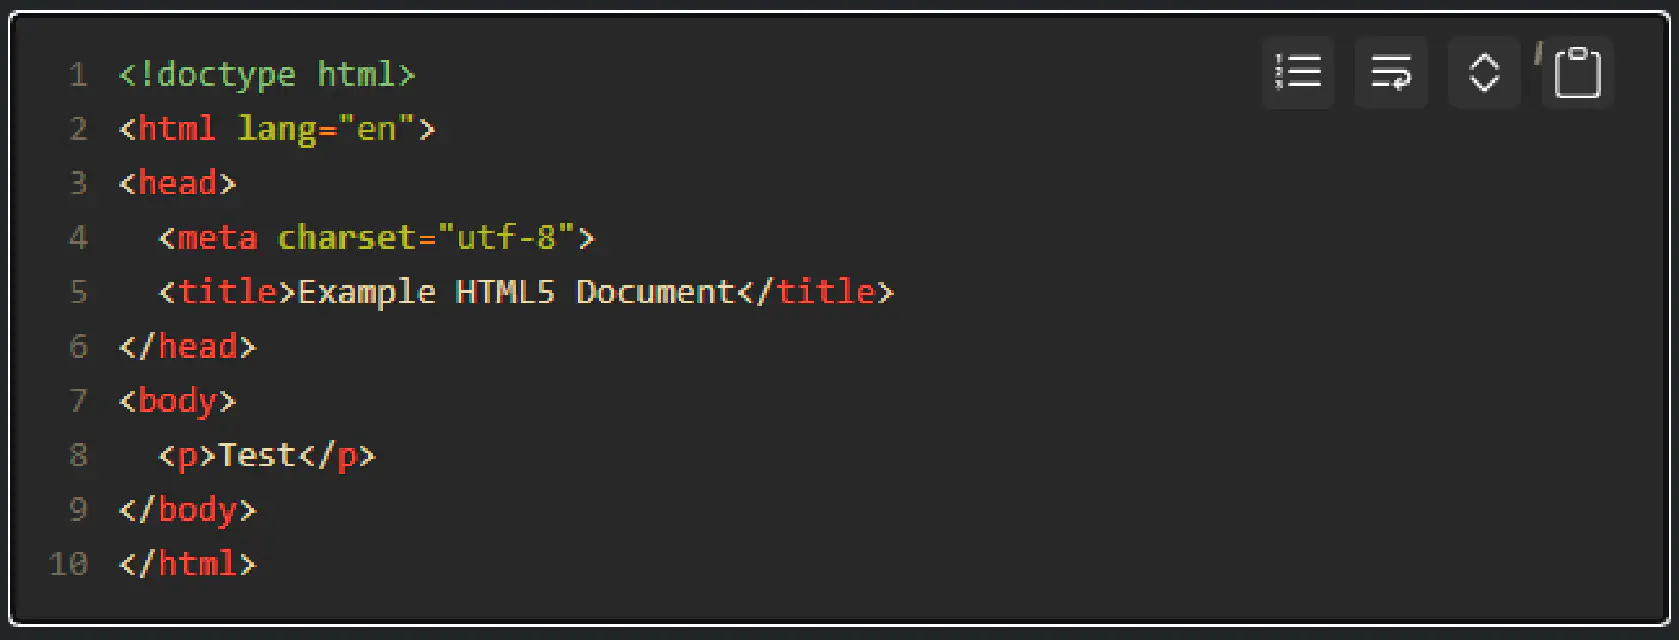 1 <!doctype html>
2 <html lang="en">
3 <head>
4   <meta charset="utf-8">
5   <title>Example HTML5 Document</title>
6 </head>
7 <body>
8   <p>Test</p>
9 </body>
10 </html>